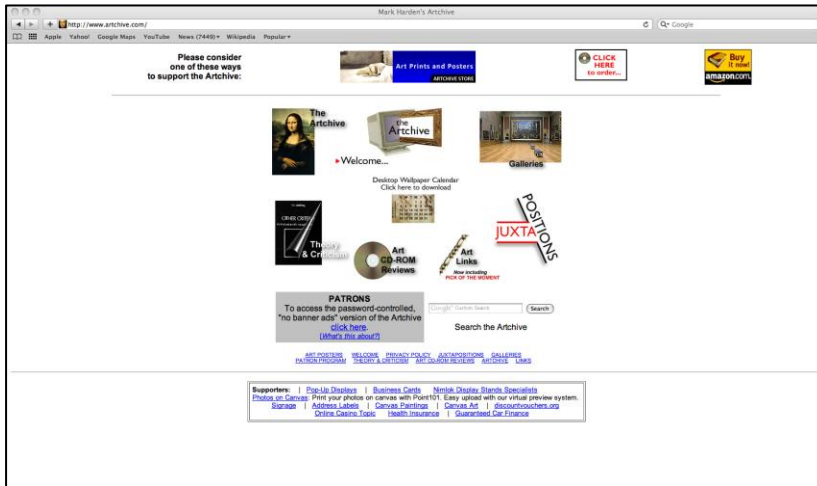 Mark Harden's Artchive
http://www.artchive.com/
Google
Apple Yahoo! Google Maps YouTube News (7449) Wikipedia Popular
Please consider
one of these ways
to support the Artchive:
Art Prints and Posters
ARTCHIVE STORE
CLICK
HERE
to order...
Buy
it now!
amazon.com.
The
Artchive
the
Artchive
Welcome...
Galleries
Desktop Wallpaper Calendar
Click here to download
OTHER CRITERIA
Theory
& Criticism
Art
CD-ROM
Reviews
Art
Links
Now including
PICK OF THE MOMENT
JUXTA
POSITIONS
PATRONS
To access the password-controlled,
"no banner ads" version of the Artchive
click here.
[What's this about?]
Google™ Custom Search
Search
Search the Artchive
ART POSTERS WELCOME PRIVACY POLICY JUXTAPOSITIONS GALLERIES
PATRON PROGRAM THEORY & CRITICISM ART CD-ROM REVIEWS ARTCHIVE LINKS
Supporters: | Pop-Up Displays | Business Cards Nimlok Display Stands Specialists
Photos on Canvas: Print your photos on canvas with Point101. Easy upload with our virtual preview system.
Signage | Address Labels | Canvas Paintings | Canvas Art | discountvouchers.org
Online Casino Topic Health Insurance | Guaranteed Car Finance